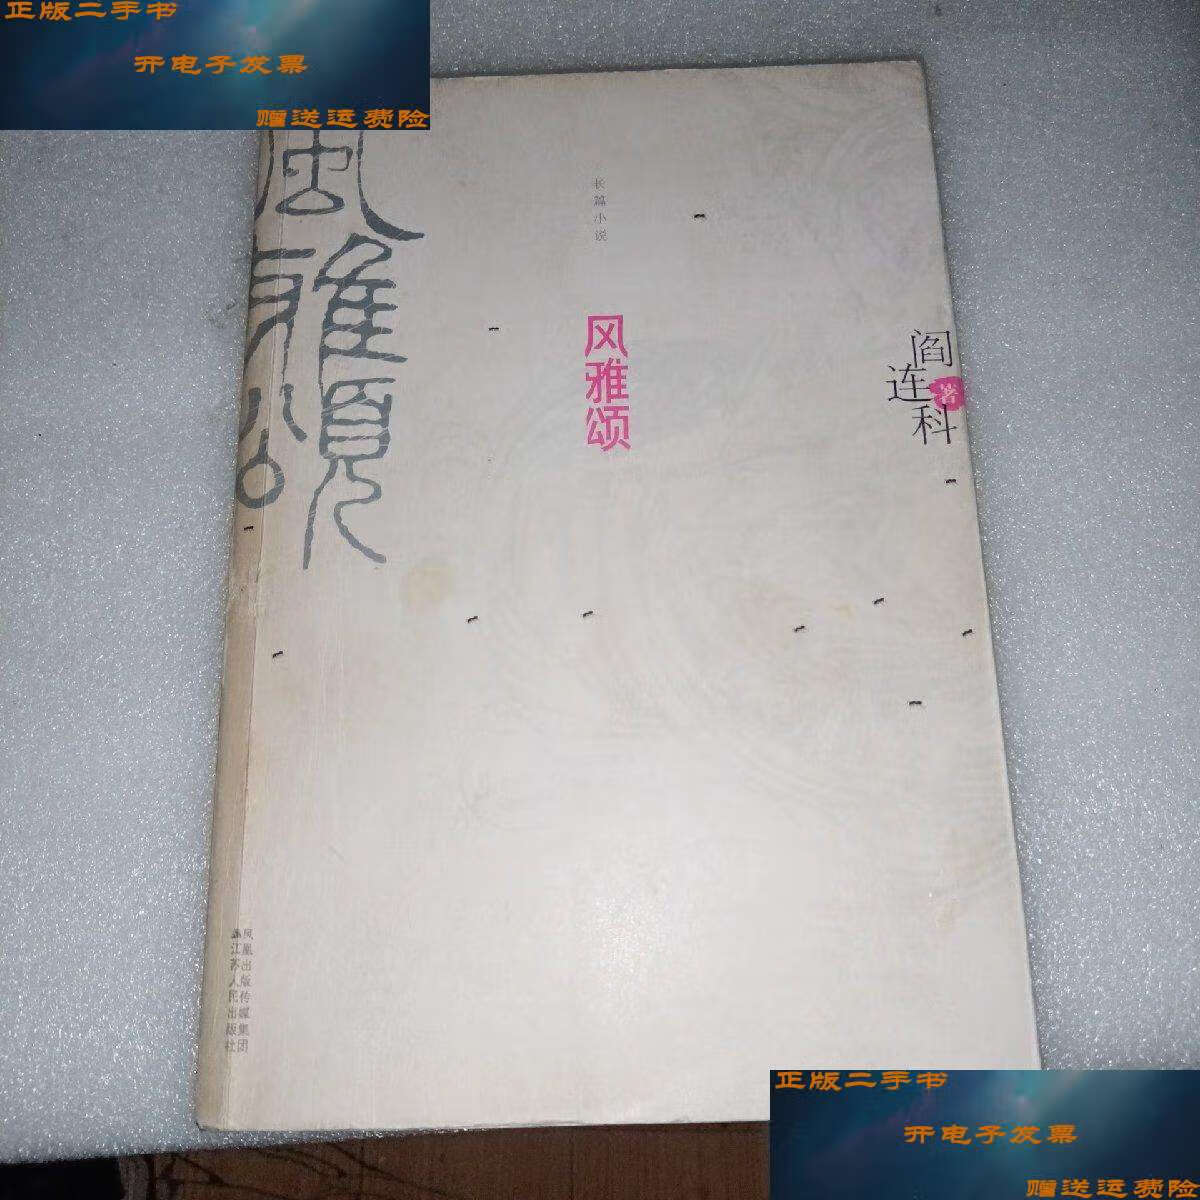 正版二手书
开电子发票
赠送运费险
風雅頌
长篇小说
风雅颂
阎连科
著
凤凰出版传媒集团
江苏人民出版社
正版二手书
开电子发票
赠送运费险